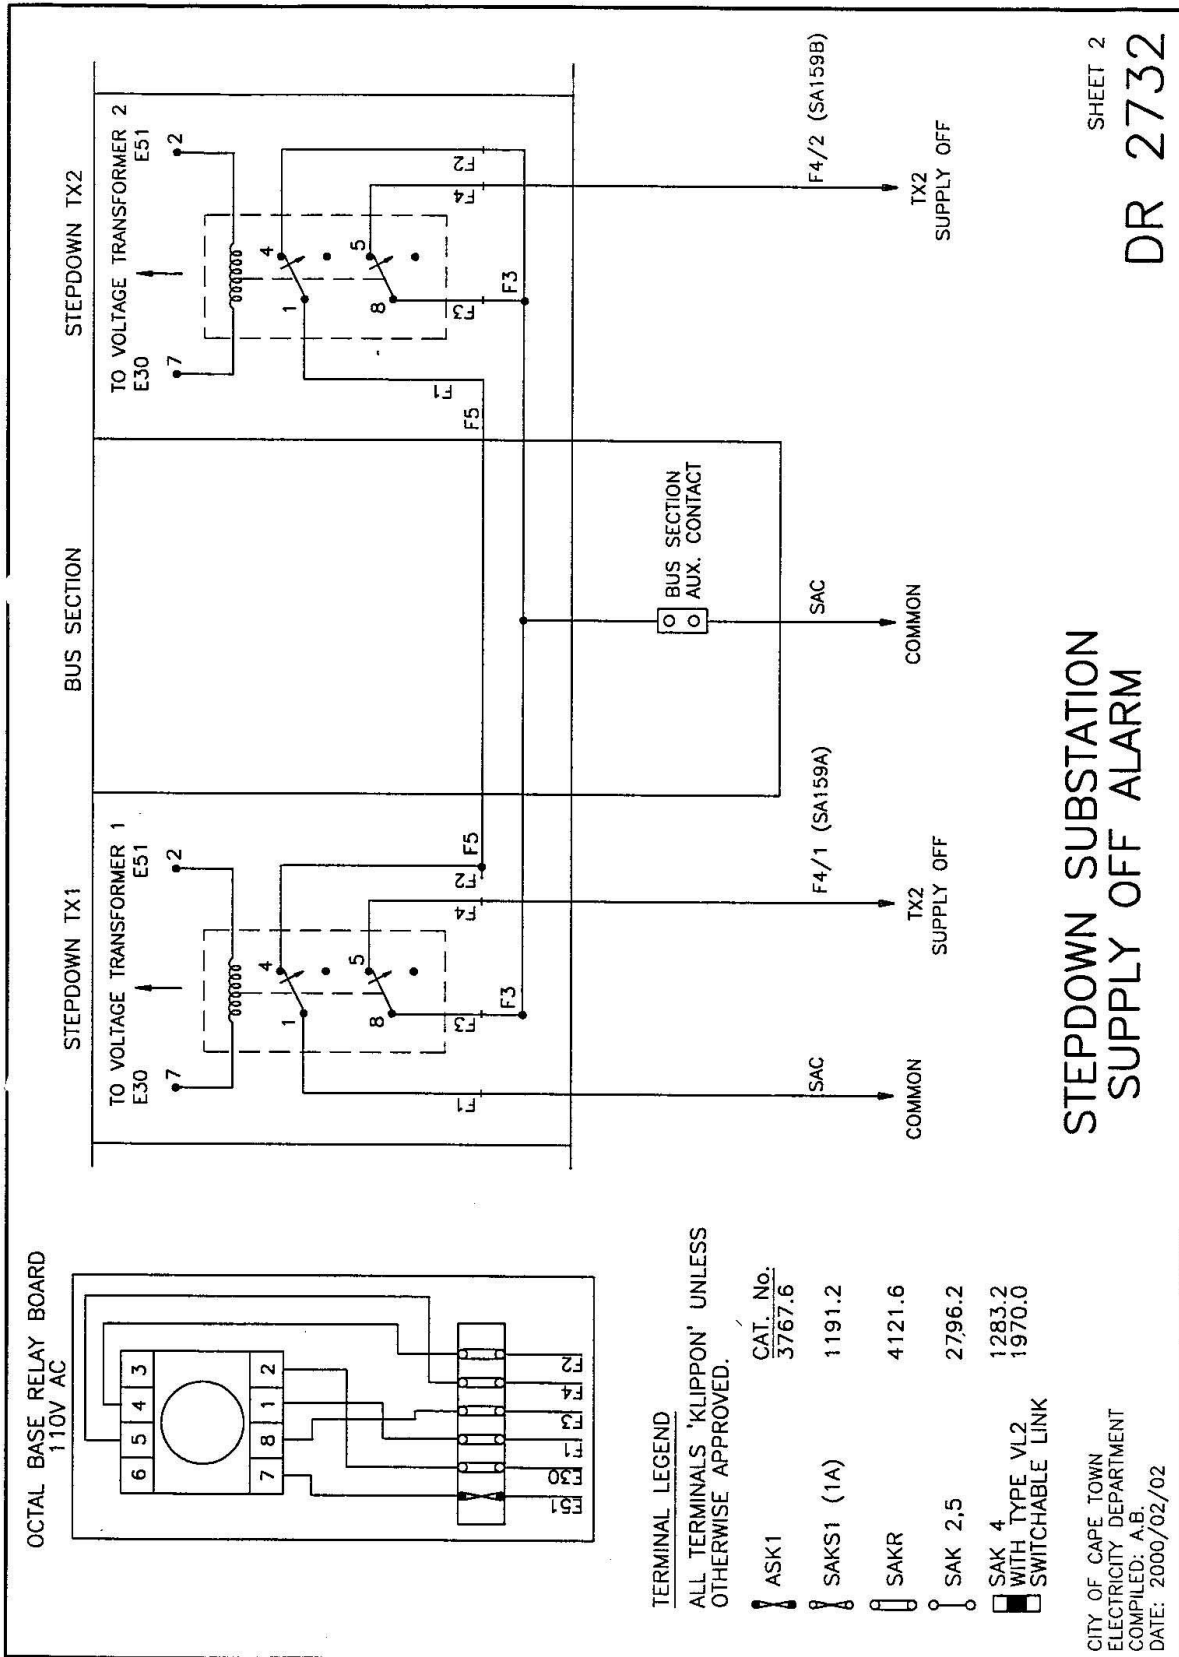 OCTAL BASE RELAY BOARD
110V AC
6 5 4 3
7 8 1 2
E51 E30 F1 F3 F4 F2
STEPDOWN TX1
TO VOLTAGE TRANSFORMER 1
E30 E51
7 2
1 4
8 5
F1 F3 F4 F2
F3 F5
SAC
COMMON
F4/1 (SA159A)
TX2
SUPPLY OFF
BUS SECTION
BUS SECTION
AUX. CONTACT
SAC
COMMON
STEPDOWN TX2
TO VOLTAGE TRANSFORMER 2
E30 E51
7 2
1 4
8 5
F1 F3 F4 F2
F5 F3
F4/2 (SA159B)
TX2
SUPPLY OFF
TERMINAL LEGEND
ALL TERMINALS 'KLIPPON' UNLESS
OTHERWISE APPROVED.
CAT. No.
ASK1 3767.6
SAKS1 (1A) 1191.2
SAKR 4121.6
SAK 2,5 2796.2
SAK 4 1283.2
WITH TYPE VL2 1970.0
SWITCHABLE LINK
CITY OF CAPE TOWN
ELECTRICITY DEPARTMENT
COMPILED: A.B.
DATE: 2000/02/02
STEPDOWN SUBSTATION
SUPPLY OFF ALARM
SHEET 2
DR 2732